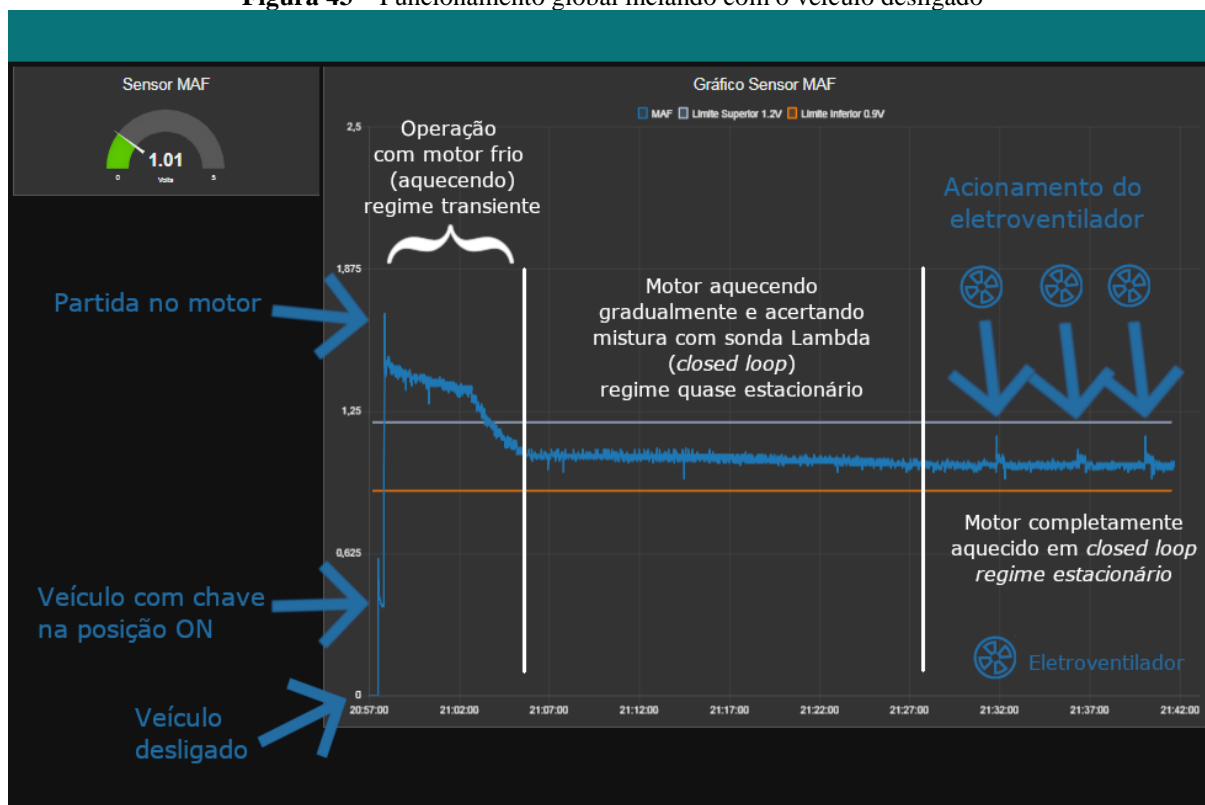 Figura 45 – Funcionamento global iniciando com o veículo desligado
Sensor MAF
1.01
Volts
0
5
Gráfico Sensor MAF
MAF Limite Superior 1.2V Limite Inferior 0.9V
2,5
1,875
1,25
0,625
0
20:57:00 21:02:00 21:07:00 21:12:00 21:17:00 21:22:00 21:27:00 21:32:00 21:37:00 21:42:00
Operação
com motor frio
(aquecendo)
regime transiente
Motor aquecendo
gradualmente e acertando
mistura com sonda Lambda
(closed loop)
regime quase estacionário
Acionamento do
eletroventilador
Motor completamente
aquecido em closed loop
regime estacionário
Eletroventilador
Partida no motor
Veículo com chave
na posição ON
Veículo
desligado